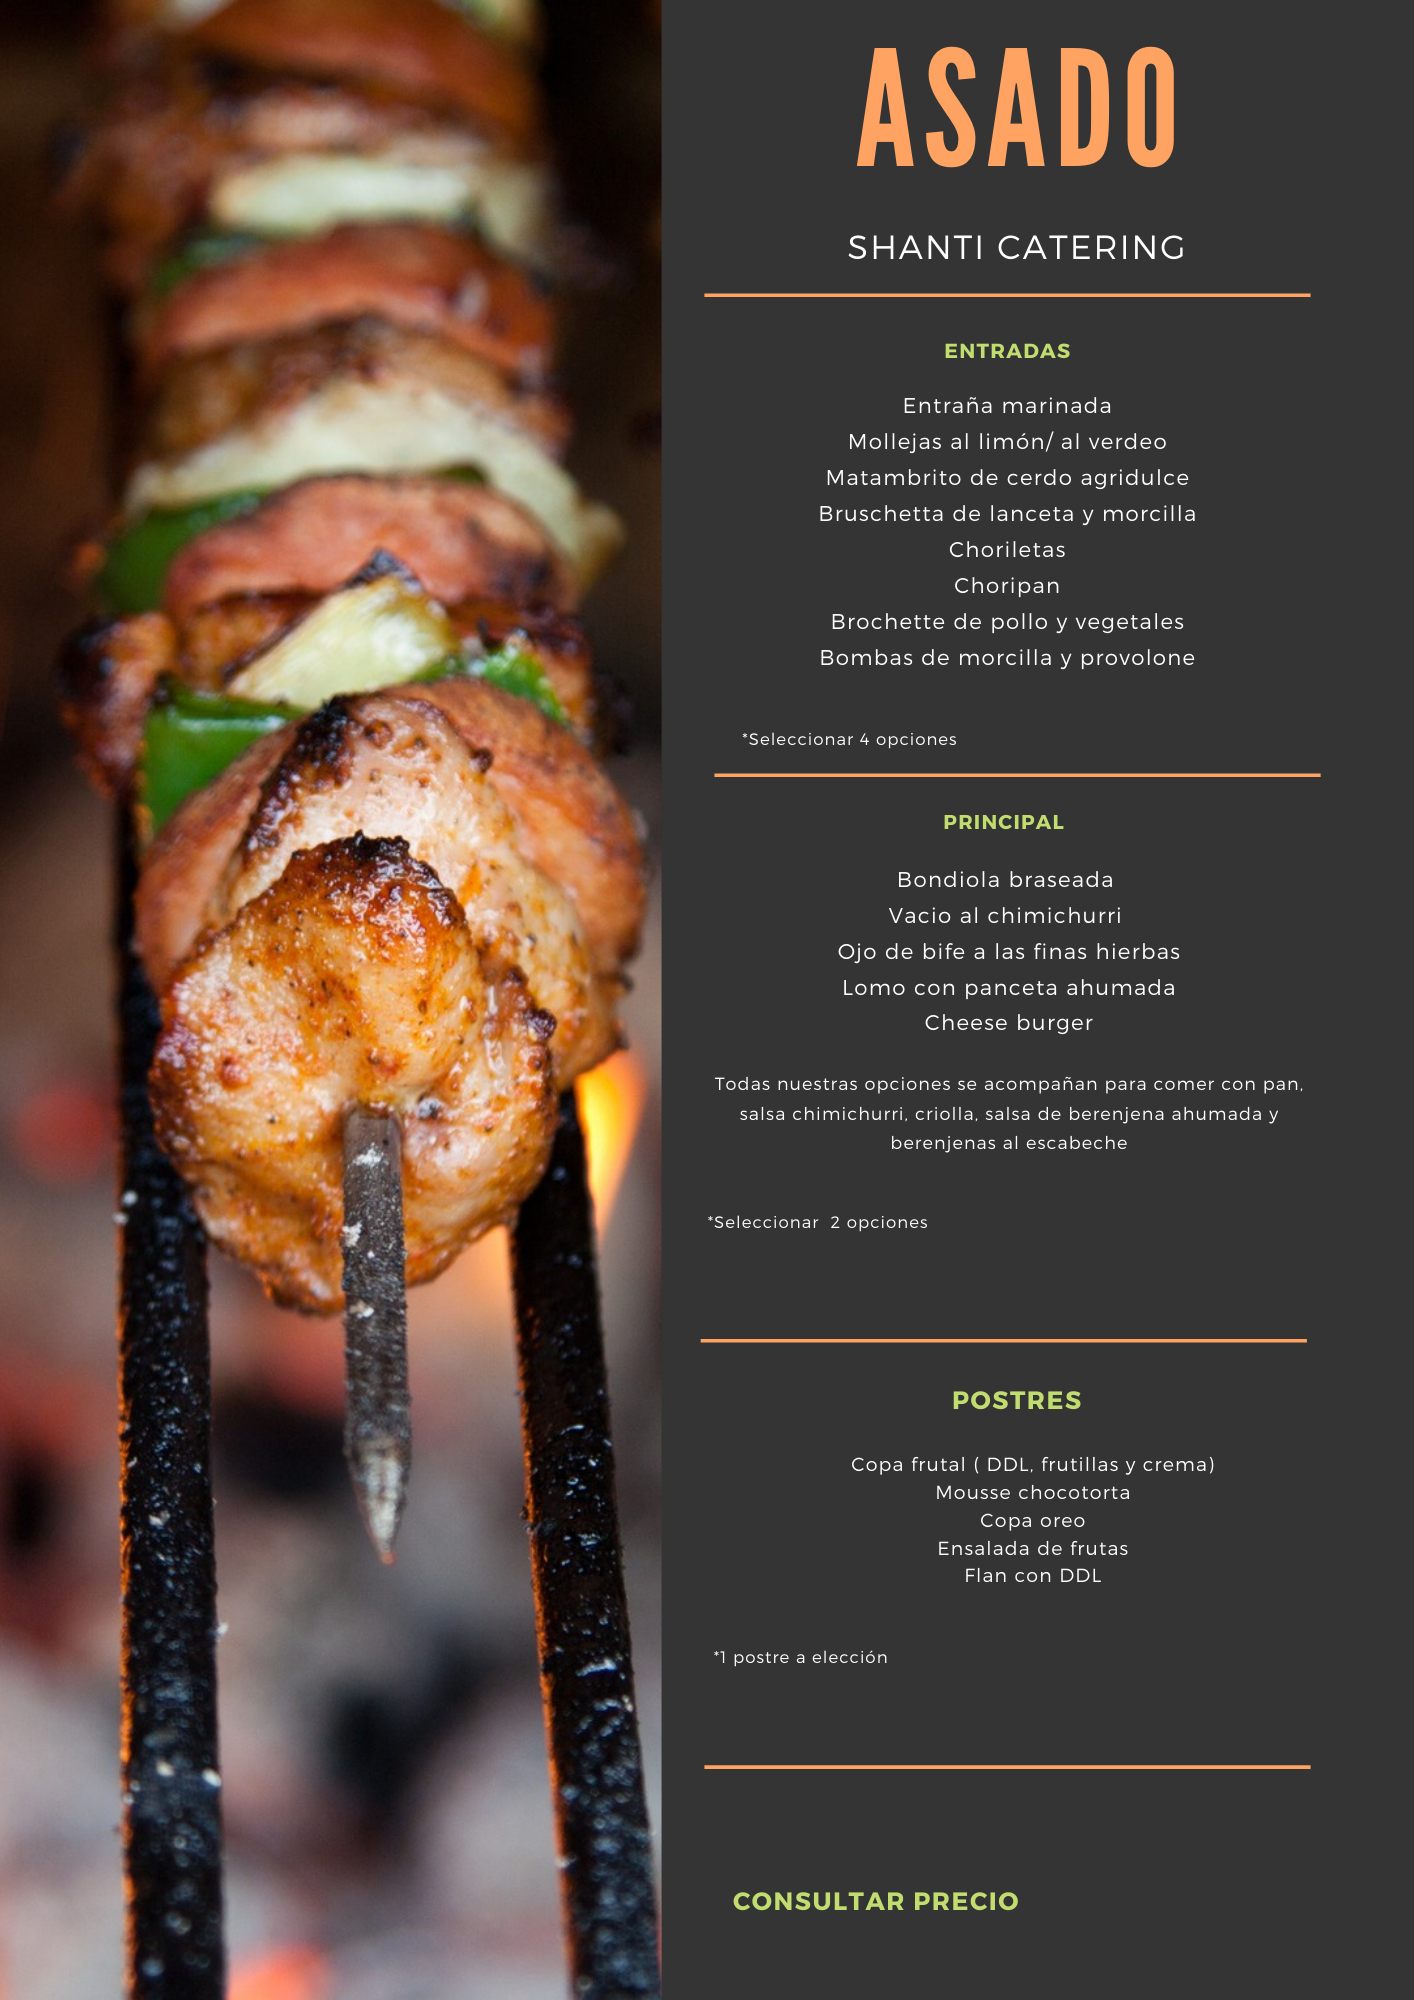 ASADO
SHANTI CATERING
ENTRADAS
Entraña marinada
Mollejas al limón/ al verdeo
Matambrito de cerdo agridulce
Bruschetta de lanceta y morcilla
Choriletas
Choripan
Brochette de pollo y vegetales
Bombas de morcilla y provolone
*Seleccionar 4 opciones
PRINCIPAL
Bondiola braseada
Vacio al chimichurri
Ojo de bife a las finas hierbas
Lomo con panceta ahumada
Cheese burger
Todas nuestras opciones se acompañan para comer con pan,
salsa chimichurri, criolla, salsa de berenjena ahumada y
berenjenas al escabeche
*Seleccionar  2 opciones
POSTRES
Copa frutal ( DDL, frutillas y crema)
Mousse chocotorta
Copa oreo
Ensalada de frutas
Flan con DDL
*1 postre a elección
CONSULTAR PRECIO